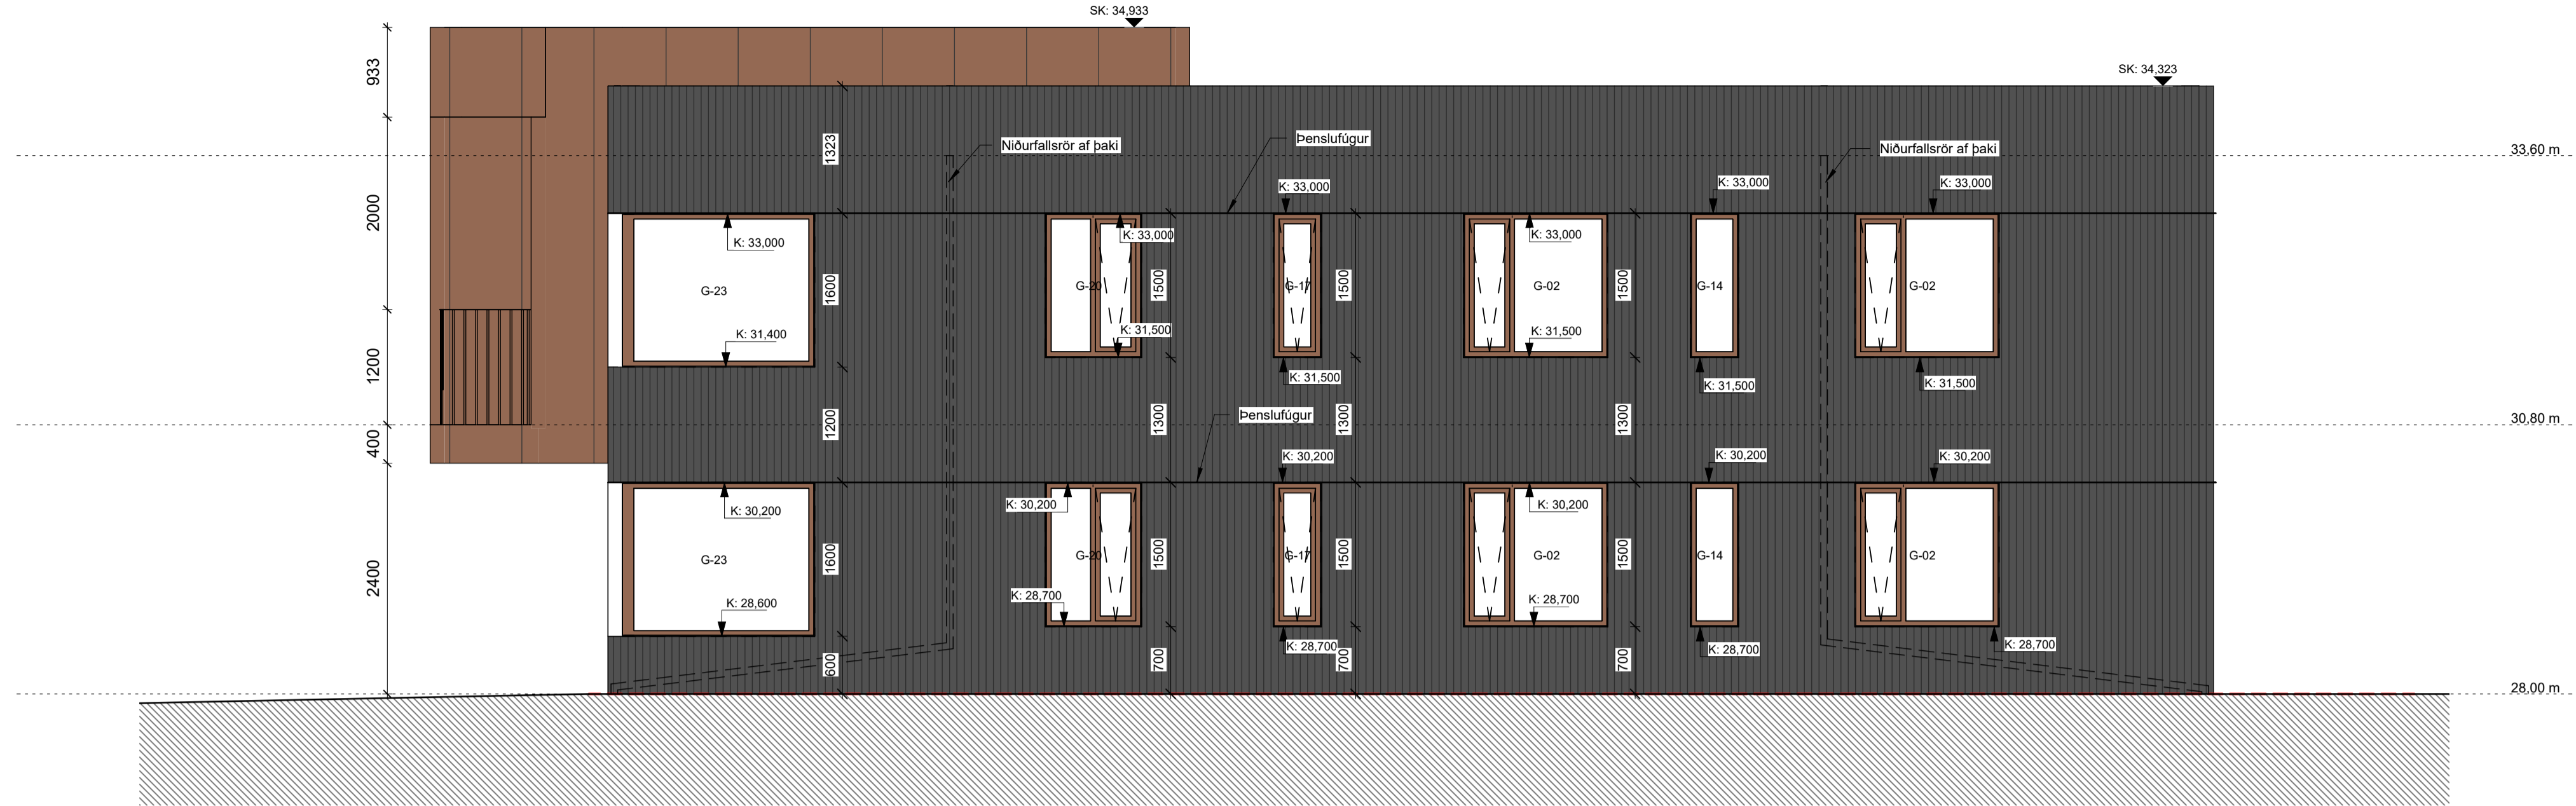 SK: 34,933
SK: 34,323
933
2000
1200
400
2400
1323
Niðurfallsrör af þaki
Þenslufúgur
Niðurfallsrör af þaki
33,60 m
K: 33,000
K: 33,000
K: 33,000
K: 33,000
K: 33,000
K: 33,000
G-23
1600
G-20
1500
G-17
1500
G-02
1500
G-14
G-02
K: 31,400
K: 31,500
K: 31,500
K: 31,500
K: 31,500
K: 31,500
1200
1300
Þenslufúgur
1300
1300
30,80 m
K: 30,200
K: 30,200
K: 30,200
K: 30,200
K: 30,200
K: 30,200
G-23
1600
G-20
1500
G-17
1500
G-02
1500
G-14
G-02
K: 28,600
K: 28,700
K: 28,700
K: 28,700
K: 28,700
K: 28,700
600
700
700
700
28,00 m